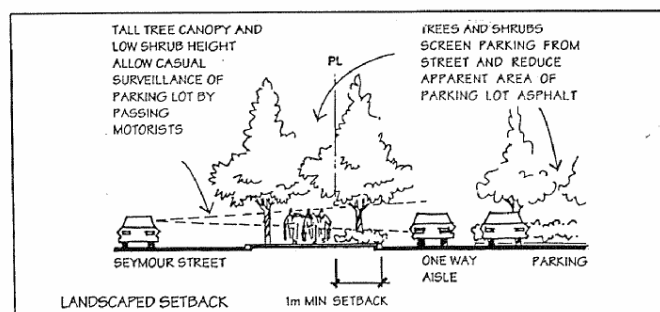 TALL TREE CANOPY AND
LOW SHRUB HEIGHT
ALLOW CASUAL
SURVEILLANCE OF
PARKING LOT BY
PASSING
MOTORISTS
PL
TREES AND SHRUBS
SCREEN PARKING FROM
STREET AND REDUCE
APPARENT AREA OF
PARKING LOT ASPHALT
SEYMOUR STREET
ONE WAY
AISLE
PARKING
LANDSCAPED SETBACK
1m MIN SETBACK